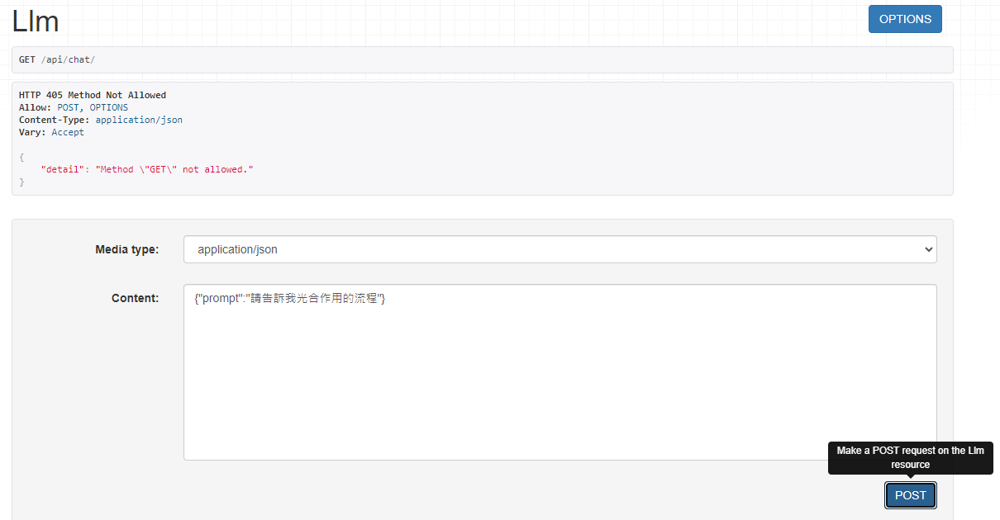 Llm
OPTIONS
GET /api/chat/
HTTP 405 Method Not Allowed
Allow: POST, OPTIONS
Content-Type: application/json
Vary: Accept
{
"detail": "Method \"GET\" not allowed."
}
Media type:
application/json
Content:
{"prompt":"請告訴我光合作用的流程"}
Make a POST request on the Llm
resource
POST